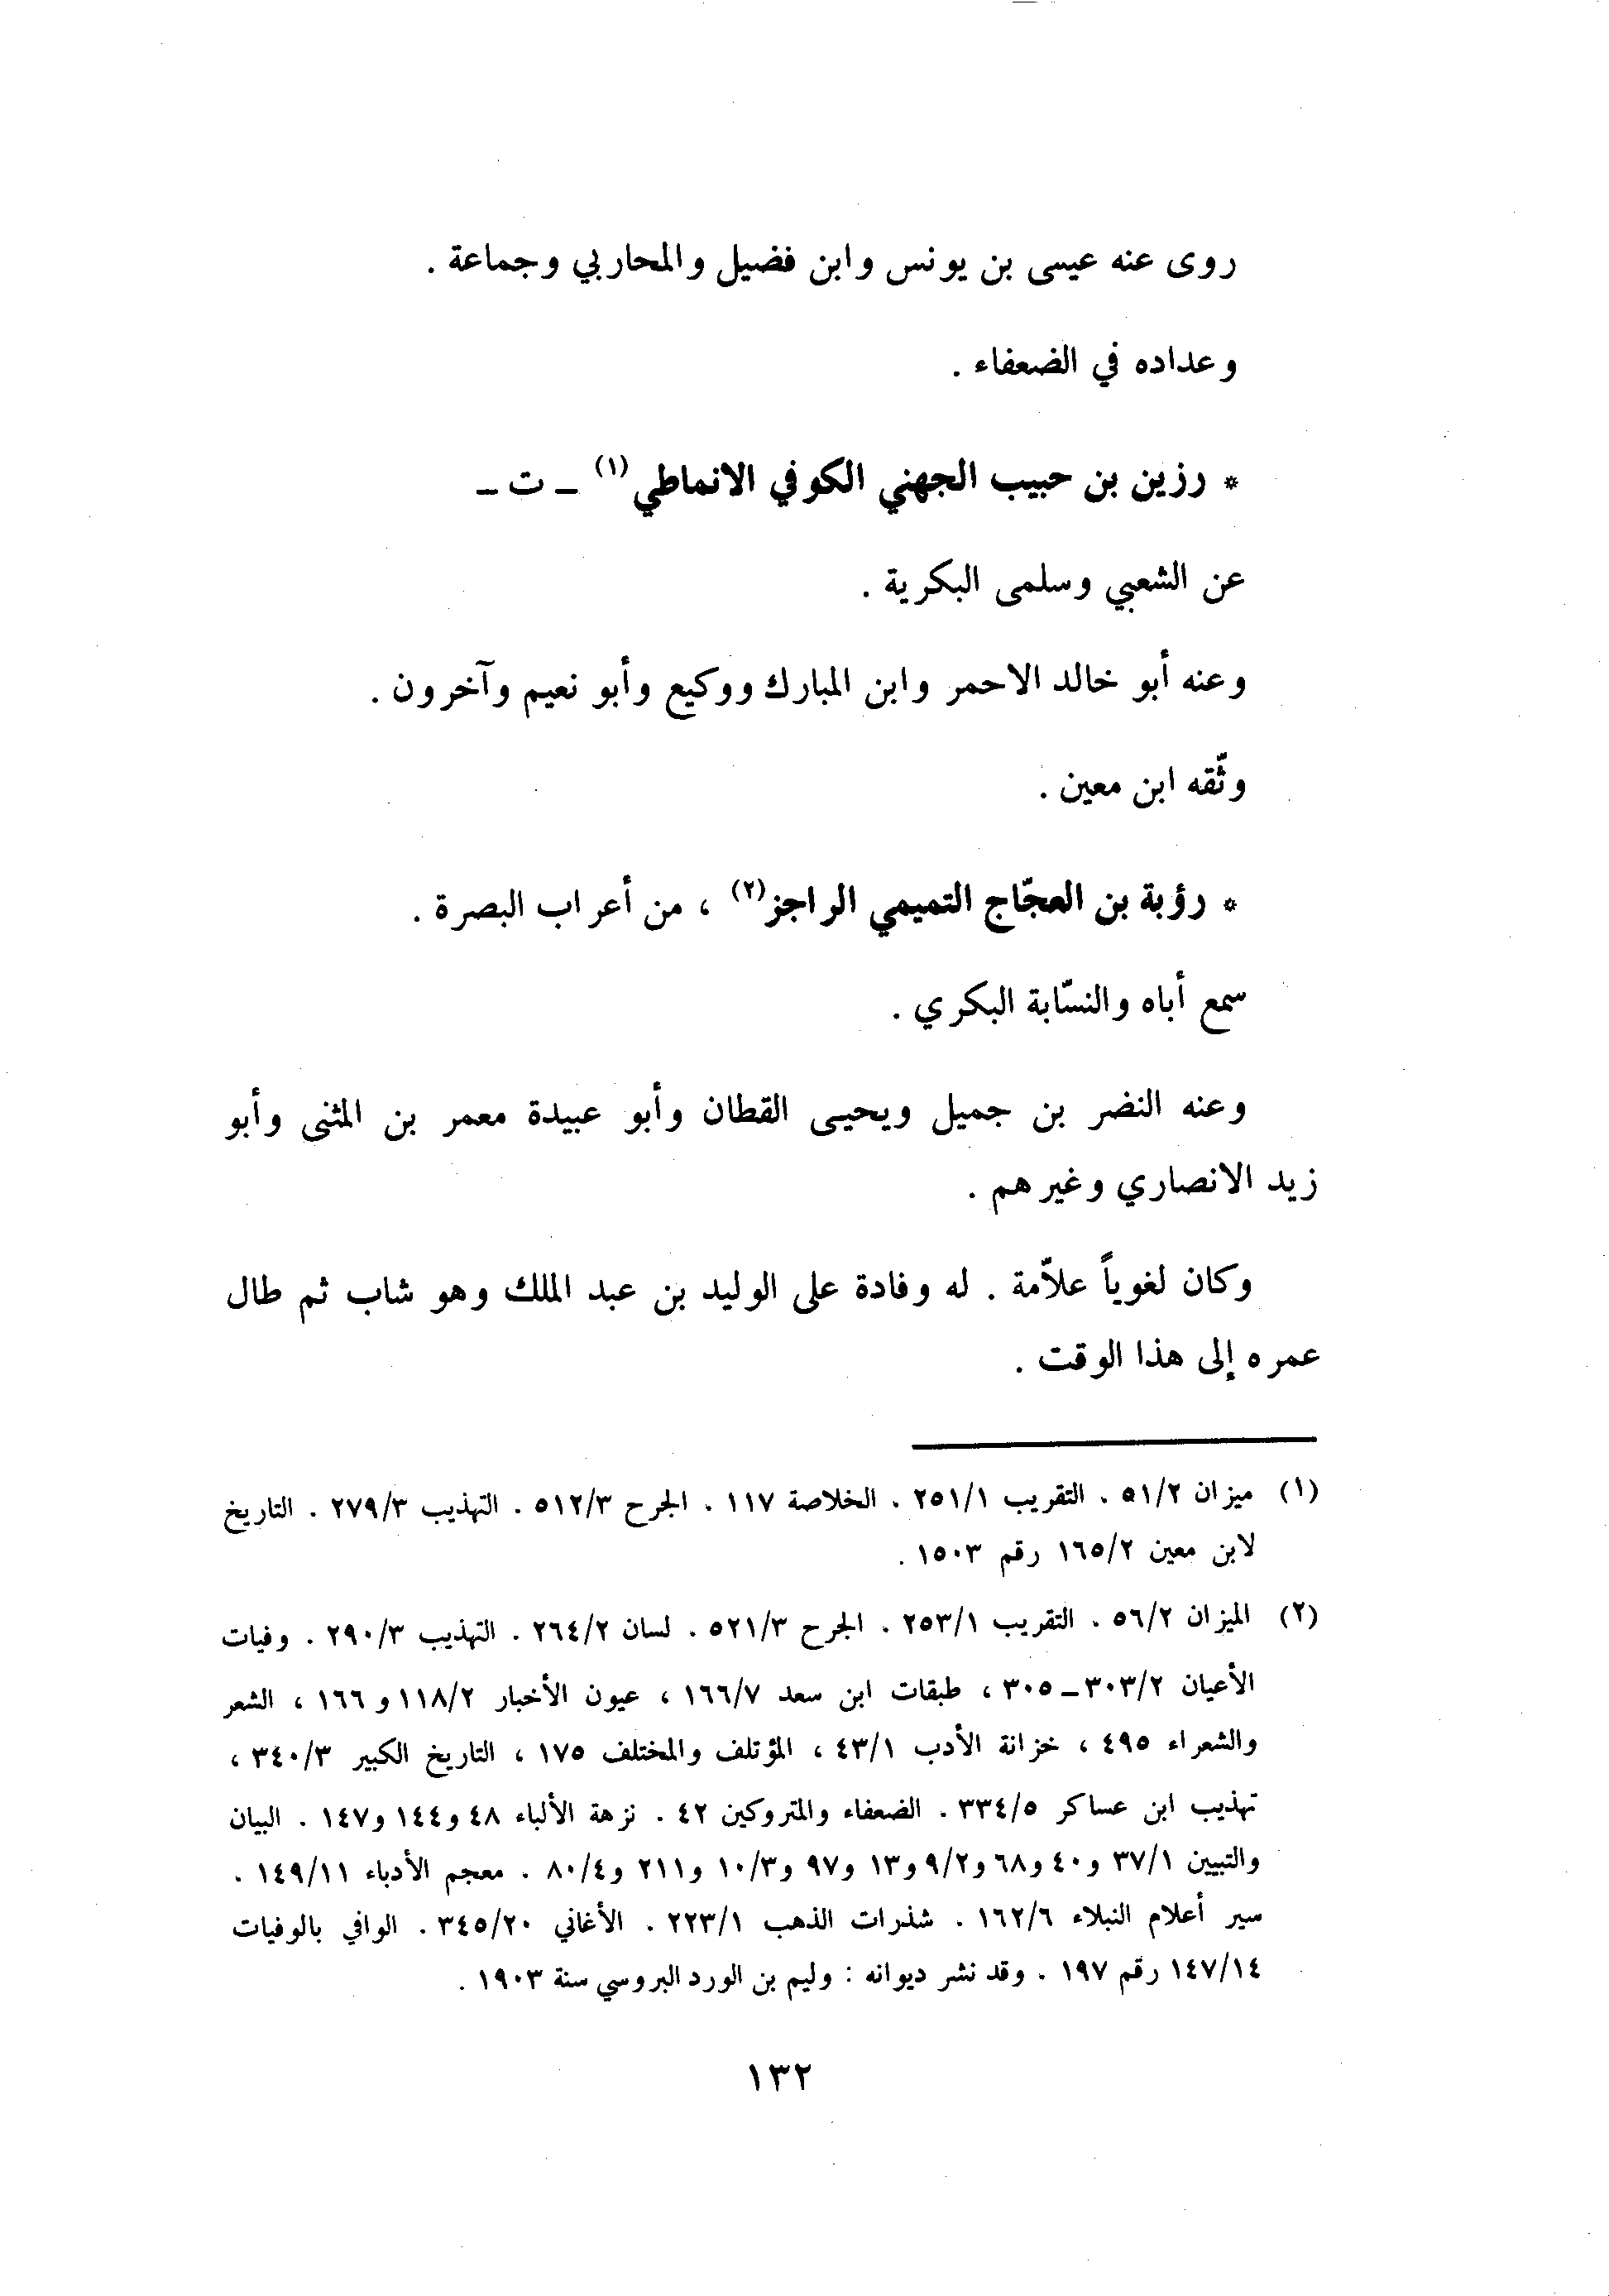 روى عنه عيسى بن يونس وابن فضيل والمحاربي وجماعة .
وعداده في الضعفاء .
* رزين بن حبيب الجهني الكوفي الانماطي (١) ـ ت ـ
عن الشعبي وسلمى البكرية .
وعنه أبو خالد الاحمر وابن المبارك ووكيع وأبو نعيم وآخرون .
وثّقه ابن معين .
* رؤبة بن العجّاج التميمي الراجز (٢) ، من أعراب البصرة .
سمع أباه والنسّابة البكري .
وعنه النضر بن جميل ويحيى القطان وأبو عبيدة معمر بن المثنى وأبو
زيد الانصاري وغيرهم .
وكان لغوياً علاّمة . له وفادة على الوليد بن عبد الملك وهو شاب ثم طال
عمره إلى هذا الوقت .
(١) ميزان ٥١/٢ . التقريب ٢٥١/١ . الخلاصة ١١٧ . الجرح ٥١٢/٣ . التهذيب ٢٧٩/٣ . التاريخ
لابن معين ١٦٥/٢ رقم ١٥٠٣ .
(٢) الميزان ٥٦/٢ . التقريب ٢٥٣/١ . الجرح ٥٢١/٣ . لسان ٢٦٤/٢ . التهذيب ٢٩٠/٣ . وفيات
الأعيان ٣٠٣/٢ ـ ٣٠٥ ، طبقات ابن سعد ١٦٦/٧ ، عيون الأخبار ١١٨/٢ و ١٦٦ ، الشعر
والشعراء ٤٩٥ ، خزانة الأدب ٤٣/١ ، المؤتلف والمختلف ١٧٥ ، التاريخ الكبير ٣٤٠/٣ ،
تهذيب ابن عساكر ٣٣٤/٥ . الضعفاء والمتروكين ٤٢ . نزهة الألباء ٤٨ و١٤٤ و١٤٧ . البيان
والتبيين ٣٧/١ و٤٠ و٦٨ و٩/٢ و١٣ و٩٧ و١٠/٣ و٢١١ و٨٠/٤ . معجم الأدباء ١٤٩/١١ .
سير أعلام النبلاء ١٦٢/٦ . شذرات الذهب ٢٢٣/١ . الأغاني ٣٤٥/٢٠ . الوافي بالوفيات
١٤٧/١٤ رقم ١٩٧ . وقد نشر ديوانه : وليم بن الورد البروسي سنة ١٩٠٣ .
١٣٢